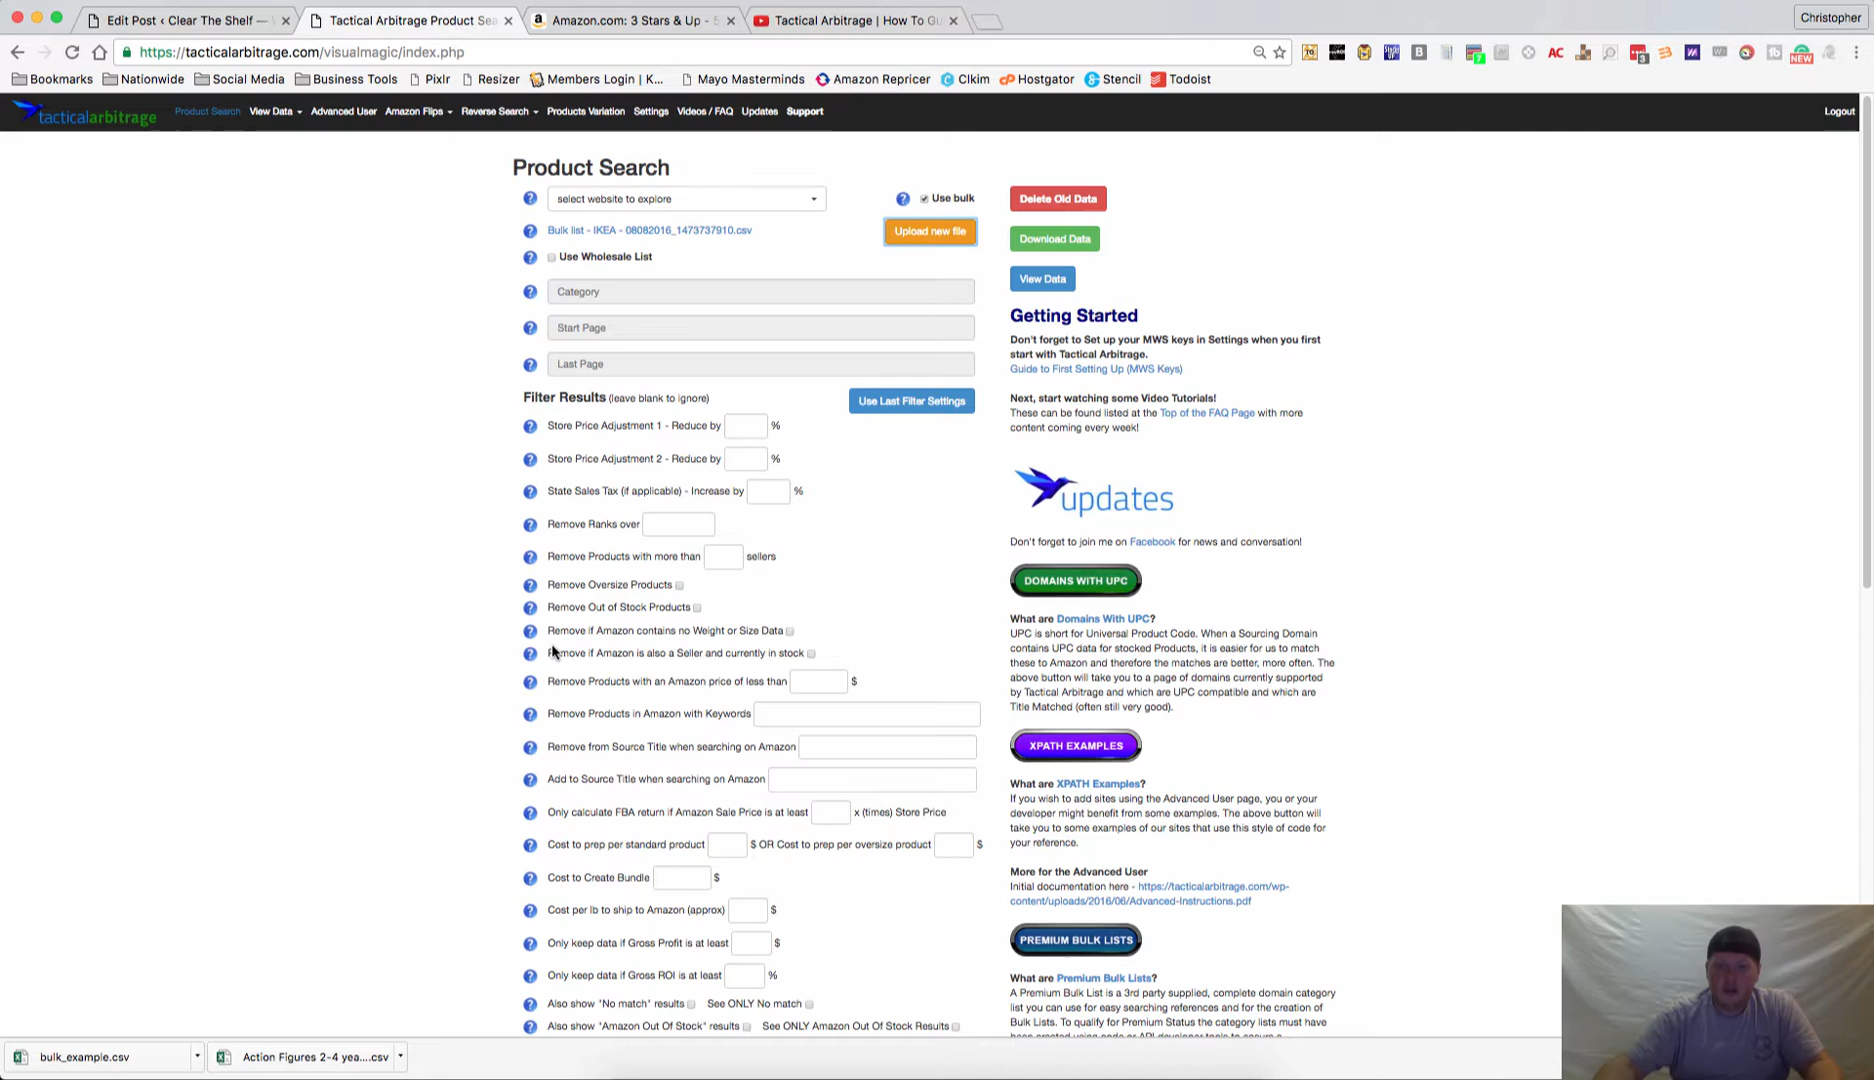 Edit Post ‹ Clear The Shelf —
Tactical Arbitrage Product Sea
Amazon.com: 3 Stars & Up - 5
Tactical Arbitrage | How To Gu
Christopher
https://tacticalarbitrage.com/visualmagic/index.php
Bookmarks
Nationwide
Social Media
Business Tools
Pixlr
Resizer
Members Login | K...
Mayo Masterminds
Amazon Repricer
Clkim
Hostgator
Stencil
Todoist
tacticalarbitrage
Product Search
View Data
Advanced User
Amazon Flips
Reverse Search
Products Variation
Settings
Videos / FAQ
Updates
Support
Logout
Product Search
select website to explore
Use bulk
Bulk list - IKEA - 08082016_1473737910.csv
Upload new file
Use Wholesale List
Category
Start Page
Last Page
Filter Results (leave blank to ignore)
Use Last Filter Settings
Store Price Adjustment 1 - Reduce by %
Store Price Adjustment 2 - Reduce by %
State Sales Tax (if applicable) - Increase by %
Remove Ranks over
Remove Products with more than sellers
Remove Oversize Products
Remove Out of Stock Products
Remove if Amazon contains no Weight or Size Data
Remove if Amazon is also a Seller and currently in stock
Remove Products with an Amazon price of less than $
Remove Products in Amazon with Keywords
Remove from Source Title when searching on Amazon
Add to Source Title when searching on Amazon
Only calculate FBA return if Amazon Sale Price is at least x (times) Store Price
Cost to prep per standard product $ OR Cost to prep per oversize product $
Cost to Create Bundle $
Cost per lb to ship to Amazon (approx) $
Only keep data if Gross Profit is at least $
Only keep data if Gross ROI is at least %
Also show "No match" results See ONLY No match
Also show "Amazon Out Of Stock" results See ONLY Amazon Out Of Stock Results
Delete Old Data
Download Data
View Data
Getting Started
Don't forget to Set up your MWS keys in Settings when you first
start with Tactical Arbitrage.
Guide to First Setting Up (MWS Keys)
Next, start watching some Video Tutorials!
These can be found listed at the Top of the FAQ Page with more
content coming every week!
updates
Don't forget to join me on Facebook for news and conversation!
DOMAINS WITH UPC
What are Domains With UPC?
UPC is short for Universal Product Code. When a Sourcing Domain
contains UPC data for stocked Products, it is easier for us to match
these to Amazon and therefore the matches are better, more often. The
above button will take you to a page of domains currently supported
by Tactical Arbitrage and which are UPC compatible and which are
Title Matched (often still very good).
XPATH EXAMPLES
What are XPATH Examples?
If you wish to add sites using the Advanced User page, you or your
developer might benefit from some examples. The above button will
take you to some examples of our sites that use this style of code for
your reference.
More for the Advanced User
Initial documentation here - https://tacticalarbitrage.com/wp-
content/uploads/2016/06/Advanced-Instructions.pdf
PREMIUM BULK LISTS
What are Premium Bulk Lists?
A Premium Bulk List is a 3rd party supplied, complete domain category
list you can use for easy searching references and for the creation of
Bulk Lists. To qualify for Premium Status the category lists must have
bulk_example.csv
Action Figures 2-4 yea....csv